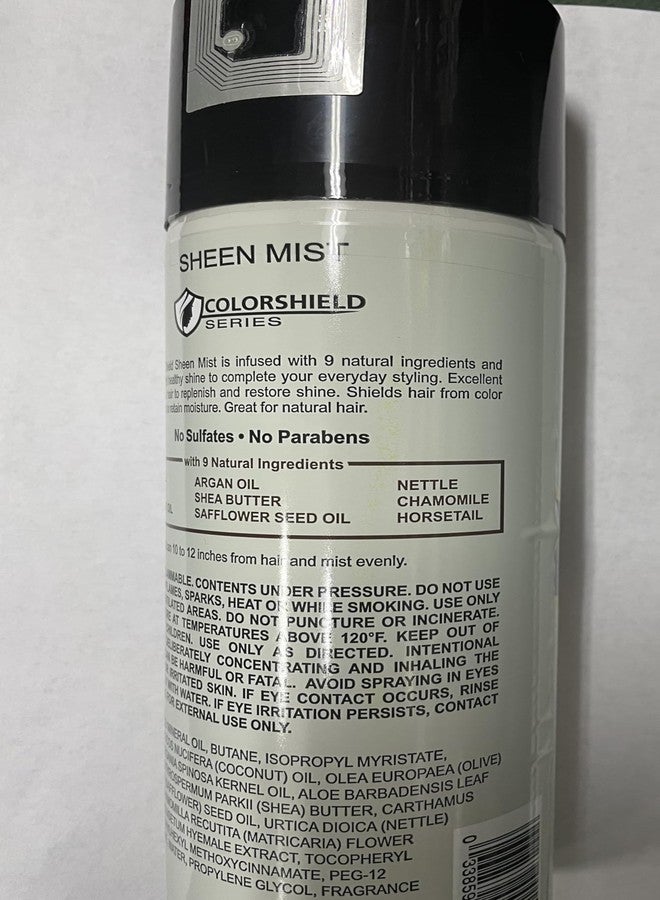 SHEEN MIST
COLORSHIELD
SERIES
Sheen Mist is infused with 9 natural ingredients and
healthy shine to complete your everyday styling. Excellent
to replenish and restore shine. Shields hair from color
retain moisture. Great for natural hair.
No Sulfates • No Parabens
with 9 Natural Ingredients
ARGAN OIL NETTLE
SHEA BUTTER CHAMOMILE
SAFFLOWER SEED OIL HORSETAIL
10 to 12 inches from hair and mist evenly.
CONTENTS UNDER PRESSURE. DO NOT USE
SPARKS, HEAT OR WHILE SMOKING. USE ONLY
AREAS. DO NOT PUNCTURE OR INCINERATE.
AT TEMPERATURES ABOVE 120°F. KEEP OUT OF
USE ONLY AS DIRECTED. INTENTIONAL
CONCENTRATING AND INHALING THE
BE HARMFUL OR FATAL. AVOID SPRAYING IN EYES
SKIN. IF EYE CONTACT OCCURS, RINSE
WITH WATER. IF EYE IRRITATION PERSISTS, CONTACT
EXTERNAL USE ONLY.
MINERAL OIL, BUTANE, ISOPROPYL MYRISTATE,
NUCIFERA (COCONUT) OIL, OLEA EUROPAEA (OLIVE)
SPINOSA KERNEL OIL, ALOE BARBADENSIS LEAF
PARKII (SHEA) BUTTER, CARTHAMUS
SEED OIL, URTICA DIOICA (NETTLE)
RECUTITA (MATRICARIA) FLOWER
HYEMALE EXTRACT, TOCOPHERYL
METHOXYCINNAMATE, PEG-12
WATER, PROPYLENE GLYCOL, FRAGRANCE
0 33859